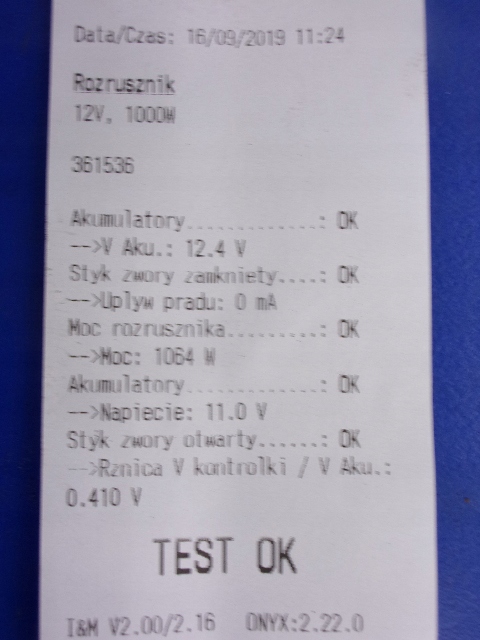 Data/Czas: 16/09/2019 11:24
Rozrusznik
12V, 1000W
361536
Akumulatory.............: OK
-->V Aku.: 12.4 V
Styk zwory zamkniety....: OK
-->Uplyw pradu: 0 mA
Moc rozrusznika.........: OK
-->Moc: 1064 W
Akumulatory.............: OK
-->Napiecie: 11.0 V
Styk zwory otwarty......: OK
-->Rznica V kontrolki / V Aku.:
0.410 V
TEST OK
I&M V2.00/2.16 ONYX:2.22.0